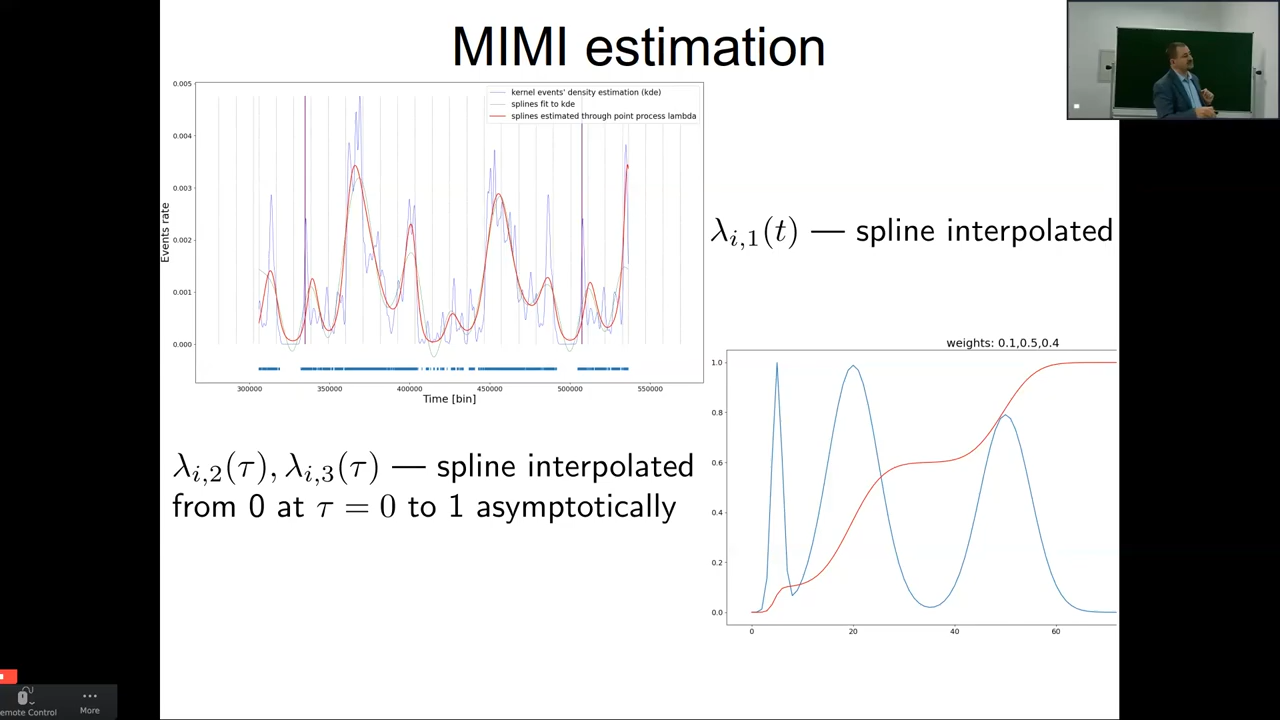 MIMI estimation
0.005
0.004
0.003
0.002
0.001
0.000
Events rate
kernel events' density estimation (kde)
splines fit to kde
splines estimated through point process lambda
300000 350000 400000 450000 500000 550000
Time [bin]
λ_{i,1}(t) — spline interpolated
λ_{i,2}(τ), λ_{i,3}(τ) — spline interpolated
from 0 at τ = 0 to 1 asymptotically
weights: 0.1,0.5,0.4
1.0
0.8
0.6
0.4
0.2
0.0
0 20 40 60
emote Control
More